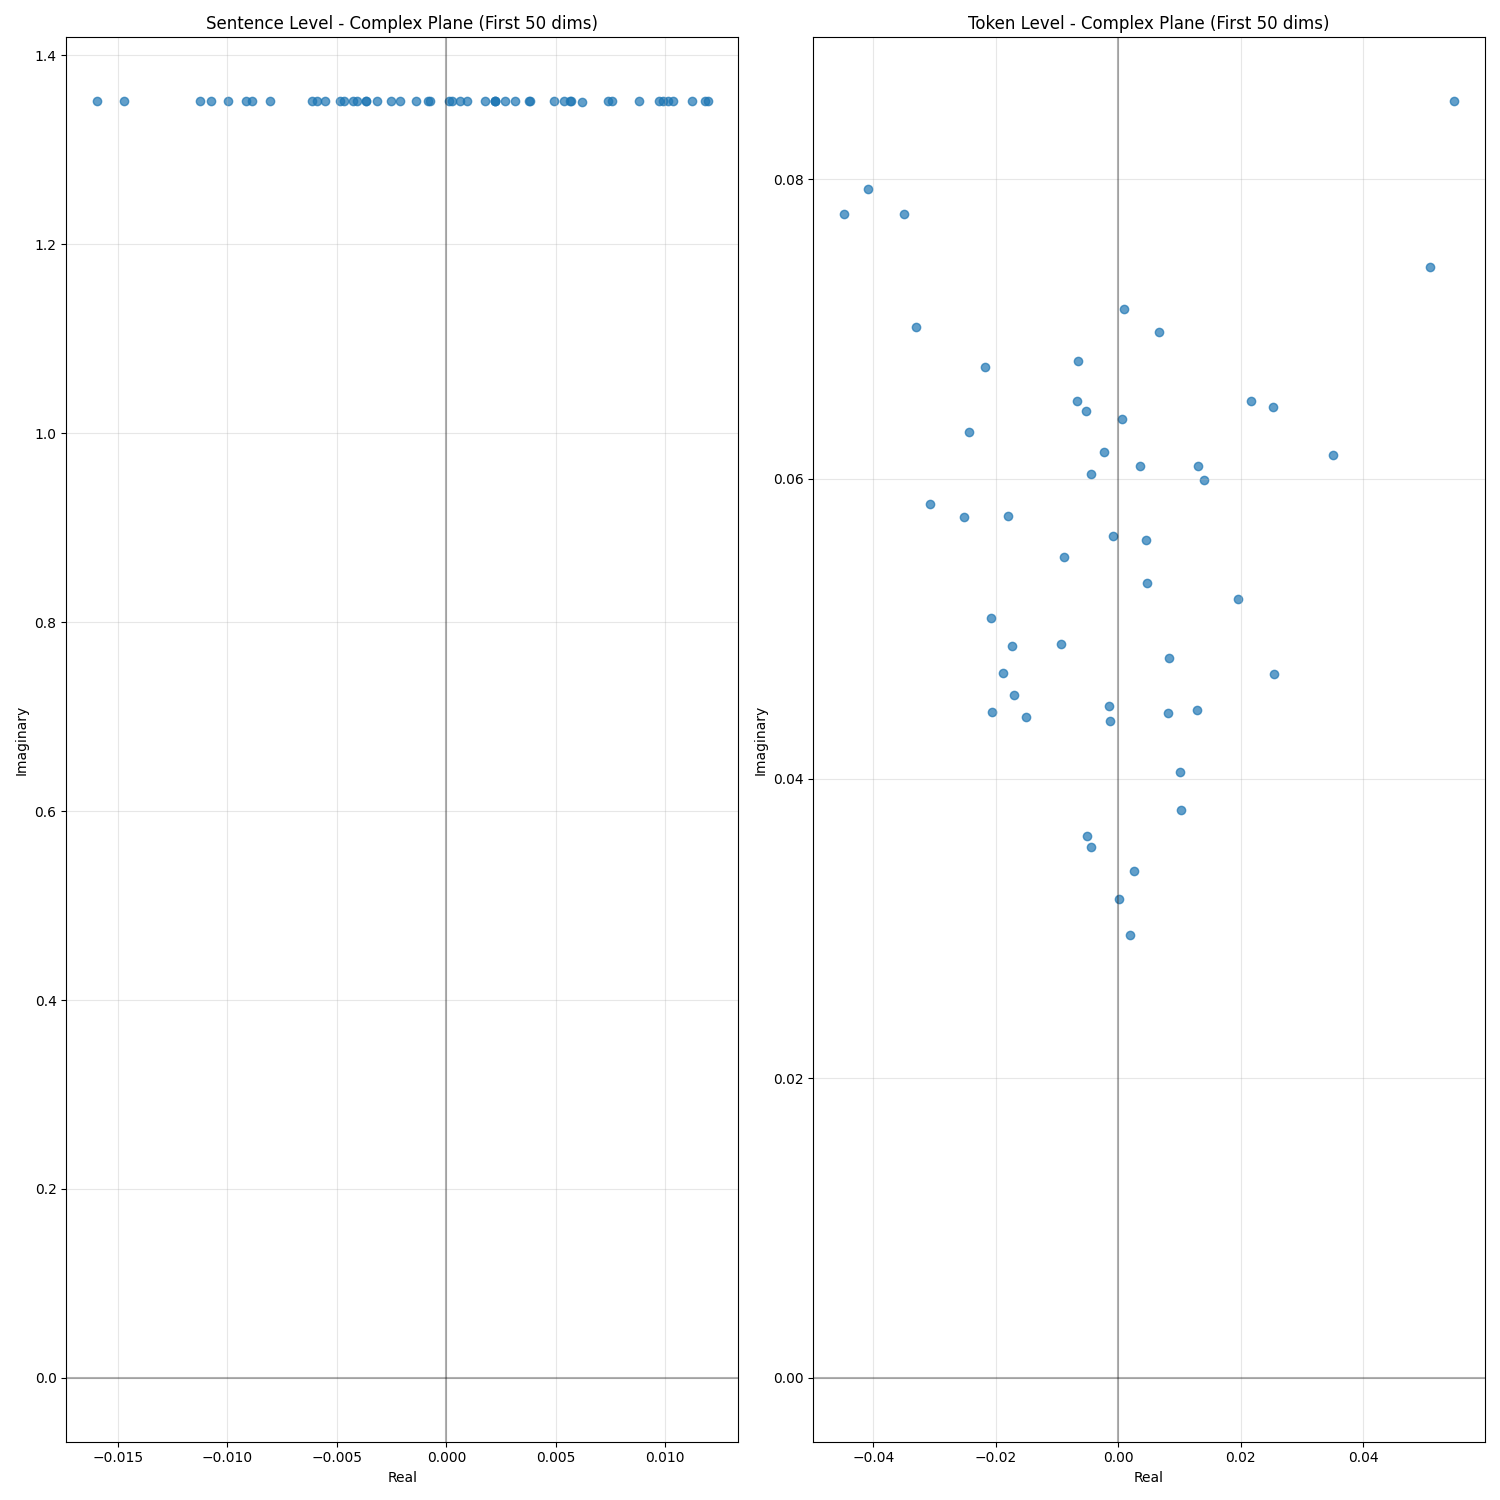 Sentence Level - Complex Plane (First 50 dims)
1.4
1.2
1.0
0.8
0.6
0.4
0.2
0.0
Imaginary
−0.015 −0.010 −0.005 0.000 0.005 0.010
Real
Token Level - Complex Plane (First 50 dims)
0.08
0.06
0.04
0.02
0.00
Imaginary
−0.04 −0.02 0.00 0.02 0.04
Real